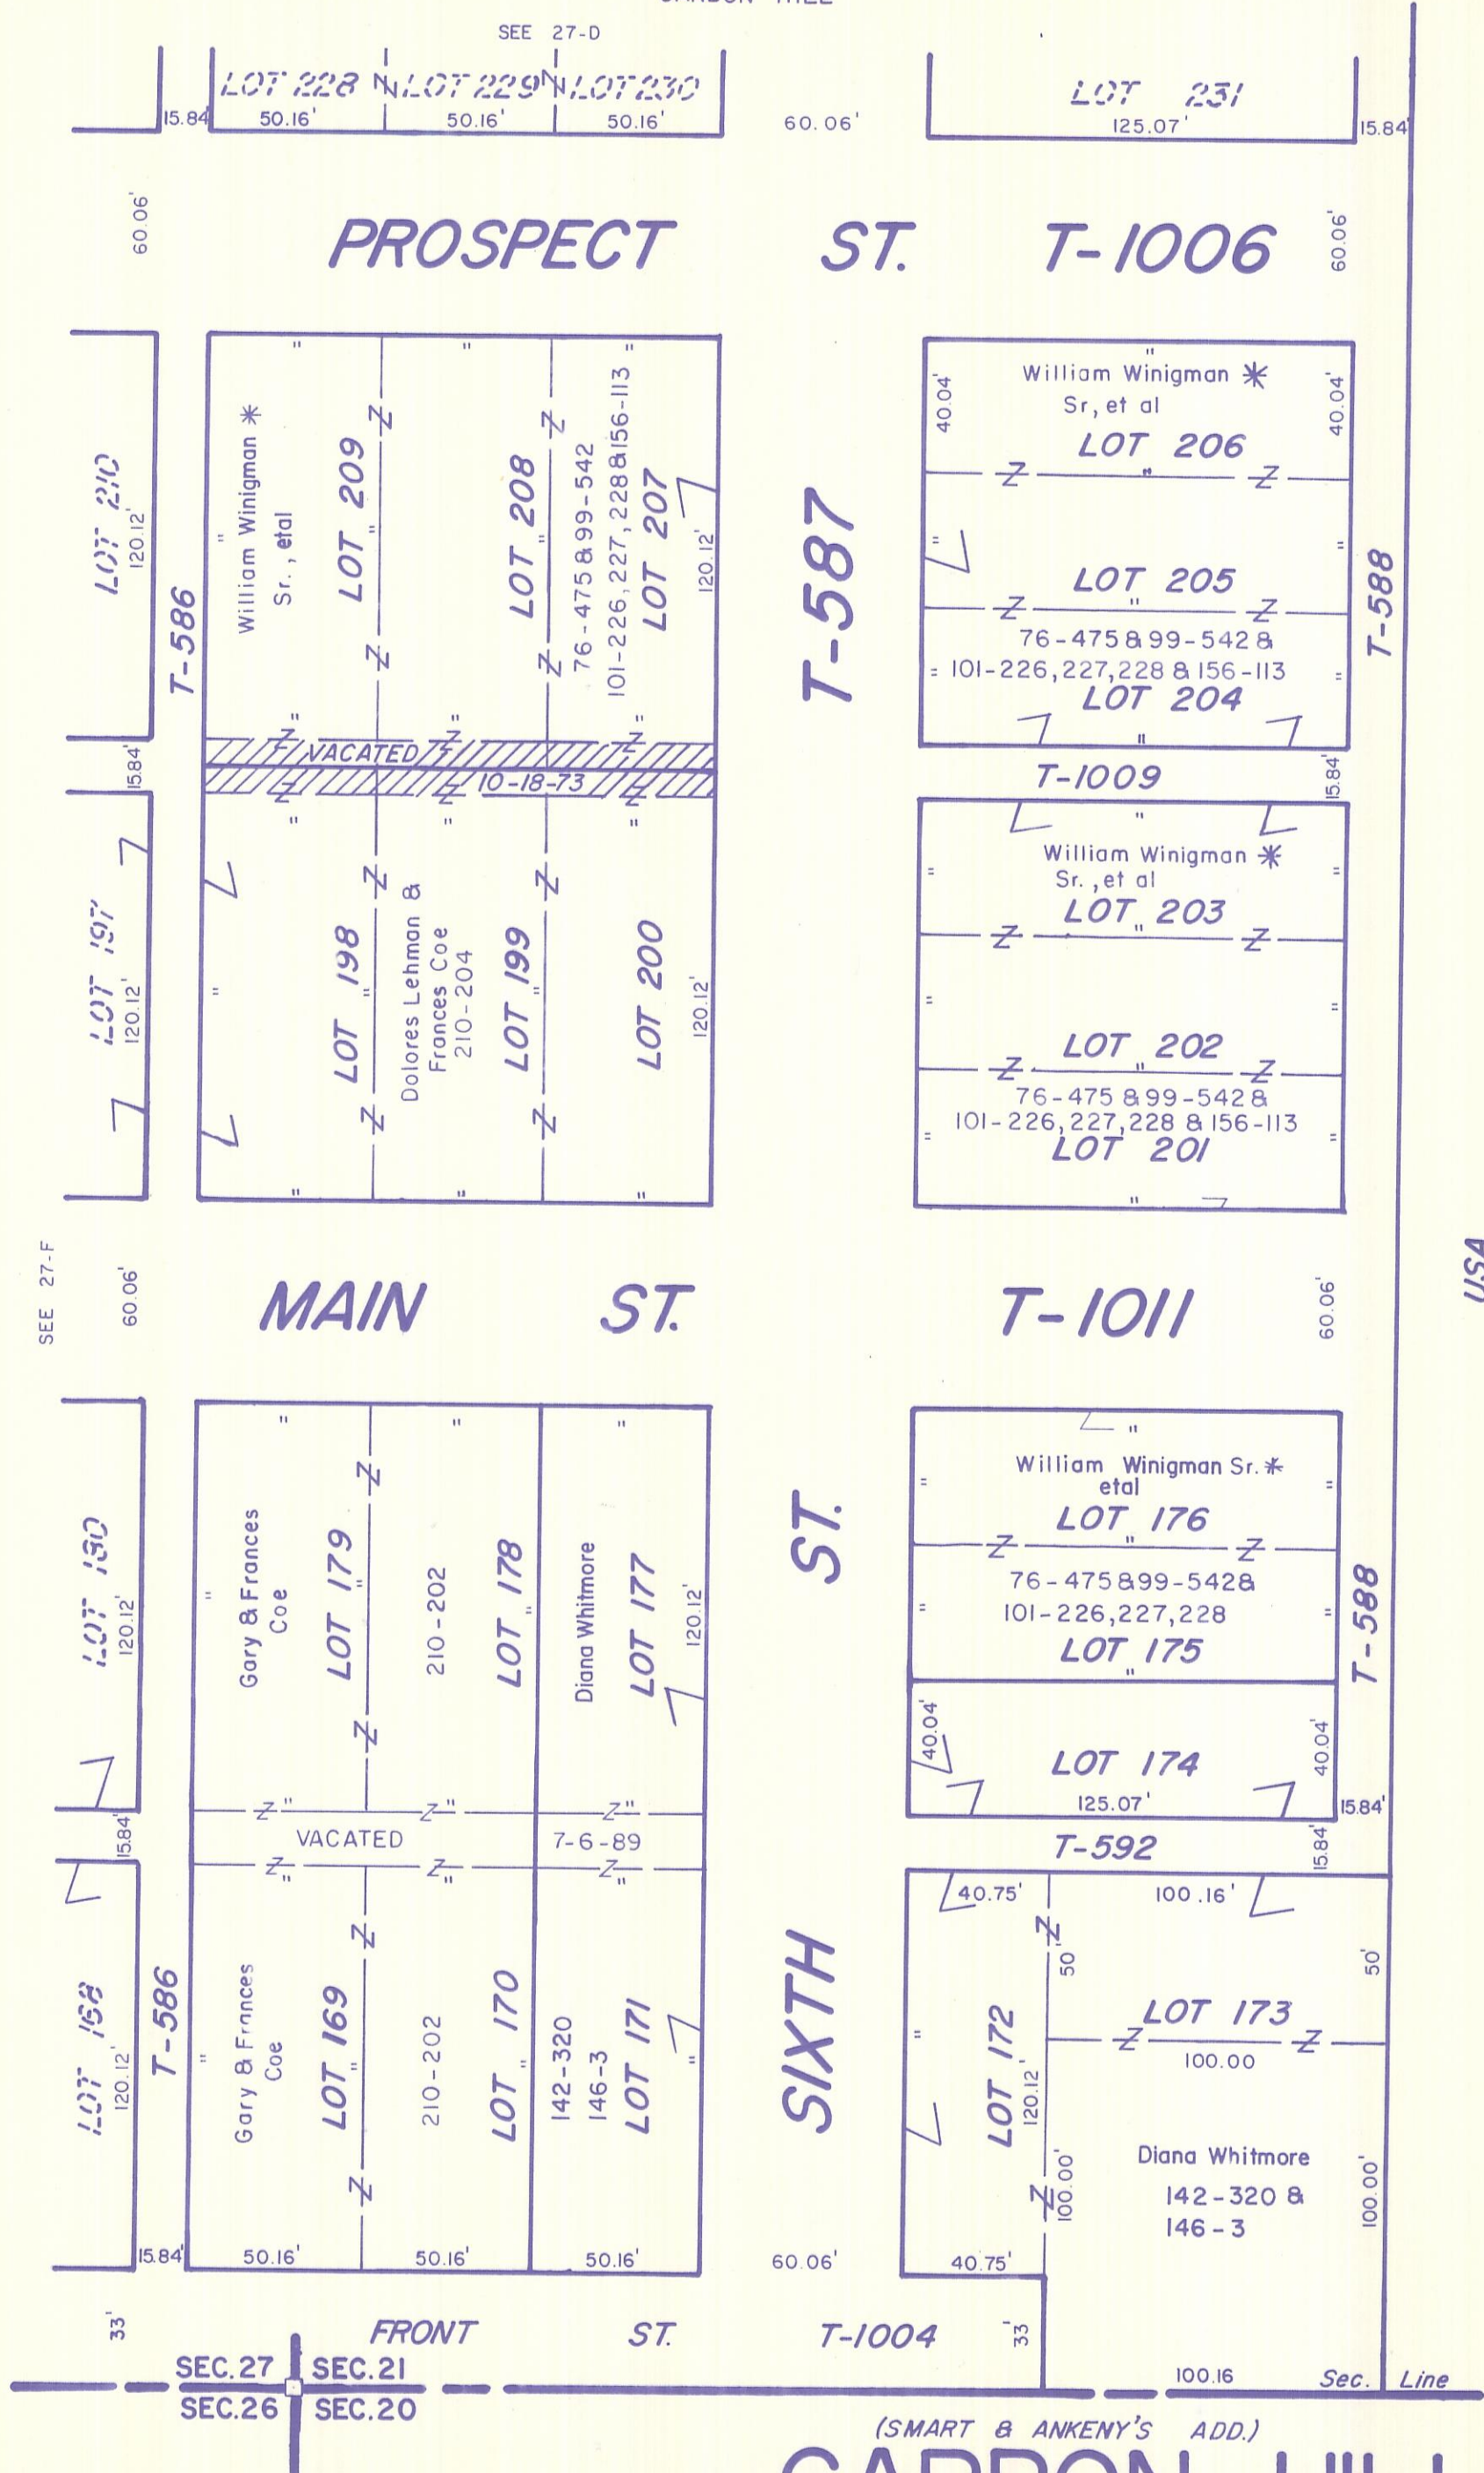 SEE 27-D
LOT 228 LOT 229 LOT 230
LOT 231
15.84' 50.16' 50.16' 50.16' 60.06' 125.07' 15.84'
60.06'
PROSPECT ST. T-1006
60.06'
LOT 210
120.12'
T-586
William Winigman *
Sr., etal
LOT 209
LOT 208
76-475 & 99-542
101-226, 227, 228 & 156-113
LOT 207
120.12'
T-587
40.04'
William Winigman *
Sr, et al
40.04'
LOT 206
LOT 205
76-475 & 99-542 &
101-226, 227, 228 & 156-113
LOT 204
T-588
15.84'
VACATED
10-18-73
T-1009
15.84'
LOT 197
120.12'
LOT 198
Dolores Lehman &
Frances Coe
210-204
LOT 199
LOT 200
120.12'
William Winigman *
Sr., et al
LOT 203
LOT 202
76-475 & 99-542 &
101-226, 227, 228 & 156-113
LOT 201
SEE 27-F
60.06'
MAIN ST. T-1011
60.06'
USA
LOT 180
120.12'
Gary & Frances
Coe
LOT 179
210-202
LOT 178
Diana Whitmore
LOT 177
120.12'
William Winigman Sr. *
etal
LOT 176
76-475 & 99-542 &
101-226, 227, 228
LOT 175
T-588
40.04'
LOT 174
40.04'
125.07'
15.84'
15.84'
VACATED 7-6-89
T-592
15.84'
LOT 168
120.12'
T-586
Gary & Frances
Coe
LOT 169
210-202
LOT 170
142-320
146-3
LOT 171
SIXTH ST.
40.75' 100.16'
50' 50'
LOT 172
120.12'
LOT 173
100.00
100.00'
Diana Whitmore
142-320 &
146-3
100.00'
15.84' 50.16' 50.16' 50.16' 60.06' 40.75'
33'
FRONT ST. T-1004
33'
SEC.27 SEC.21
100.16 Sec. Line
SEC.26 SEC.20
(SMART & ANKENY'S ADD.)